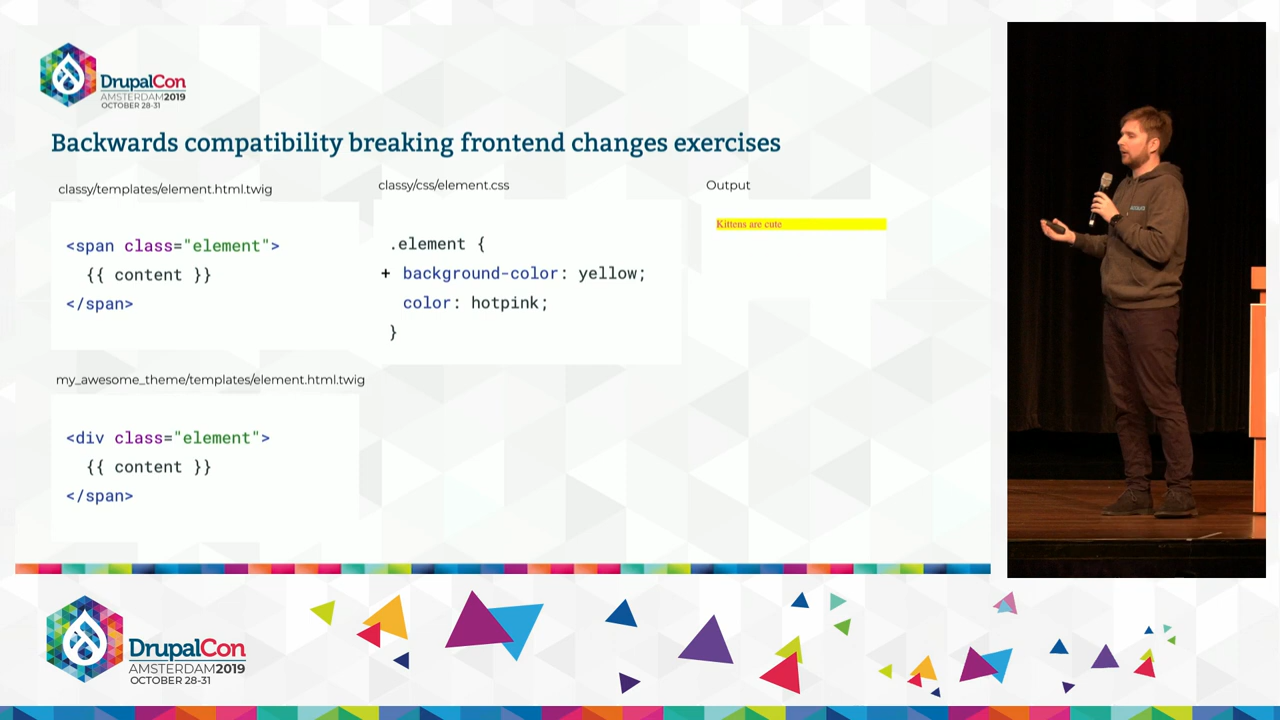 DrupalCon
AMSTERDAM2019
OCTOBER 28-31
Backwards compatibility breaking frontend changes exercises
classy/templates/element.html.twig
<span class="element">
{{ content }}
</span>
classy/css/element.css
.element {
+ background-color: yellow;
color: hotpink;
}
Output
Kittens are cute
my_awesome_theme/templates/element.html.twig
<div class="element">
{{ content }}
</span>
DrupalCon
AMSTERDAM2019
OCTOBER 28-31